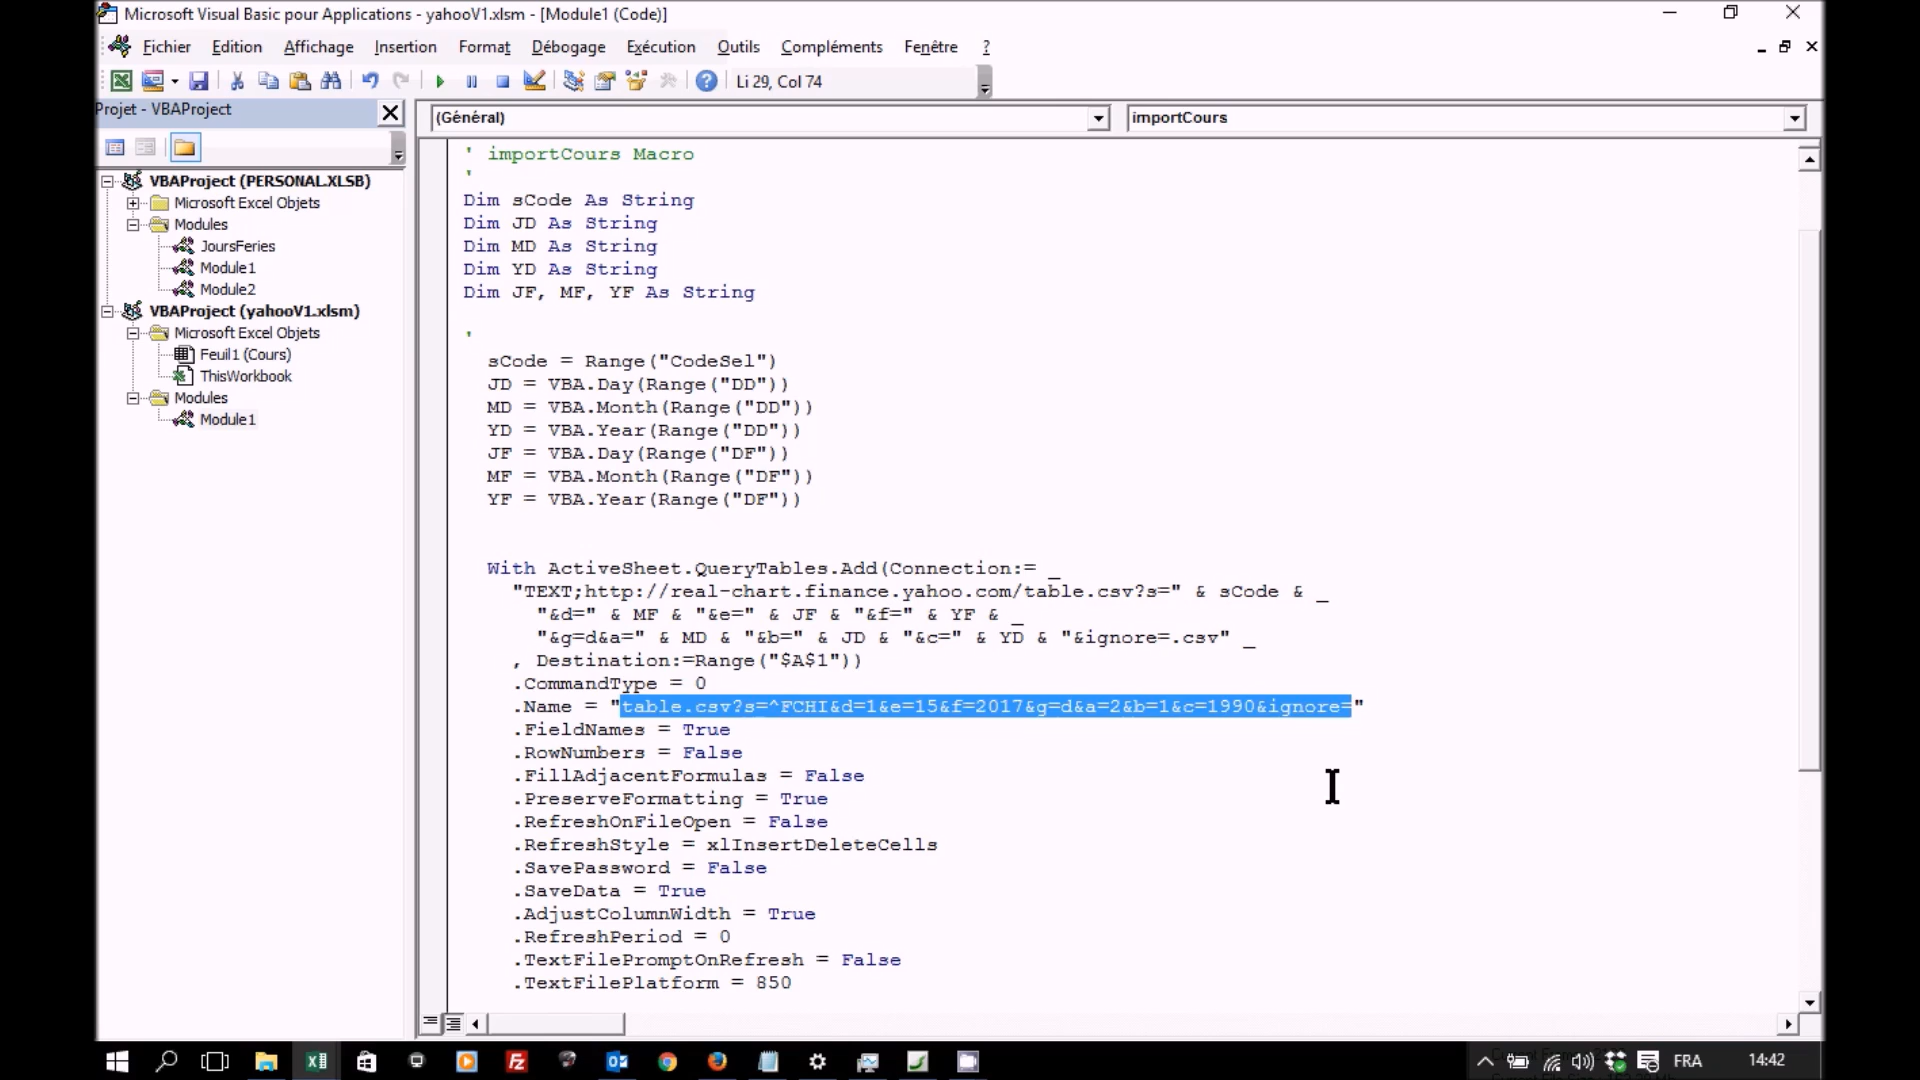 Microsoft Visual Basic pour Applications - yahooV1.xlsm - [Module1 (Code)]
Fichier Edition Affichage Insertion Format Débogage Exécution Outils Compléments Fenêtre ?
Li 29, Col 74
Projet - VBAProject
(Général) importCours
VBAProject (PERSONAL.XLSB)
Microsoft Excel Objets
Modules
JoursFeries
Module1
Module2
VBAProject (yahooV1.xlsm)
Microsoft Excel Objets
Feuil1 (Cours)
ThisWorkbook
Modules
Module1
' importCours Macro
'
Dim sCode As String
Dim JD As String
Dim MD As String
Dim YD As String
Dim JF, MF, YF As String
'
sCode = Range("CodeSel")
JD = VBA.Day(Range("DD"))
MD = VBA.Month(Range("DD"))
YD = VBA.Year(Range("DD"))
JF = VBA.Day(Range("DF"))
MF = VBA.Month(Range("DF"))
YF = VBA.Year(Range("DF"))
With ActiveSheet.QueryTables.Add(Connection:= _
"TEXT;http://real-chart.finance.yahoo.com/table.csv?s=" & sCode & _
"&d=" & MF & "&e=" & JF & "&f=" & YF & _
"&g=d&a=" & MD & "&b=" & JD & "&c=" & YD & "&ignore=.csv" _
, Destination:=Range("$A$1"))
.CommandType = 0
.Name = "table.csv?s=^FCHI&d=1&e=15&f=2017&g=d&a=2&b=1&c=1990&ignore="
.FieldNames = True
.RowNumbers = False
.FillAdjacentFormulas = False
.PreserveFormatting = True
.RefreshOnFileOpen = False
.RefreshStyle = xlInsertDeleteCells
.SavePassword = False
.SaveData = True
.AdjustColumnWidth = True
.RefreshPeriod = 0
.TextFilePromptOnRefresh = False
.TextFilePlatform = 850
FRA 14:42